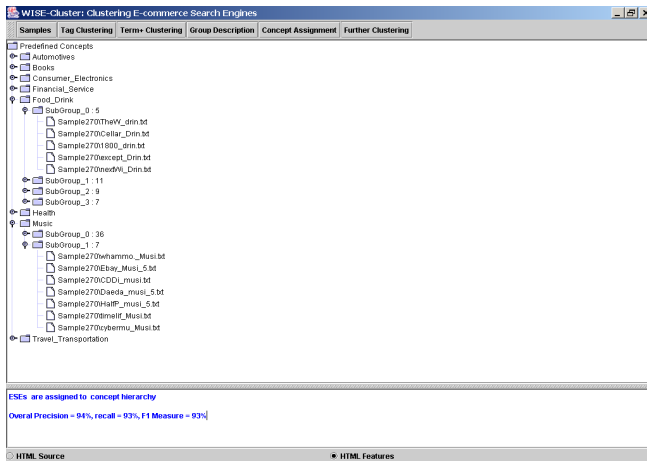 WISE-Cluster: Clustering E-commerce Search Engines
Samples Tag Clustering Term+ Clustering Group Description Concept Assignment Further Clustering
Predefined Concepts
Automotives
Books
Consumer_Electronics
Financial_Service
Food_Drink
SubGroup_0 : 5
Sample270\TheW_drin.txt
Sample270\Cellar_Drin.txt
Sample270\1800_drin.txt
Sample270\except_Drin.txt
Sample270\nextWi_Drin.txt
SubGroup_1 : 11
SubGroup_2 : 9
SubGroup_3 : 7
Health
Music
SubGroup_0 : 36
SubGroup_1 : 7
Sample270\whammo._Musi.txt
Sample270\Ebay_Musi_5.txt
Sample270\CDDi_musi.txt
Sample270\Daeda_musi_5.txt
Sample270\HalfP_musi_5.txt
Sample270\timelif_Musi.txt
Sample270\cybermu_Musi.txt
Travel_Transportation
ESEs are assigned to concept hierarchy
Overal Precision = 94%, recall = 93%, F1 Measure = 93%
HTML Source HTML Features